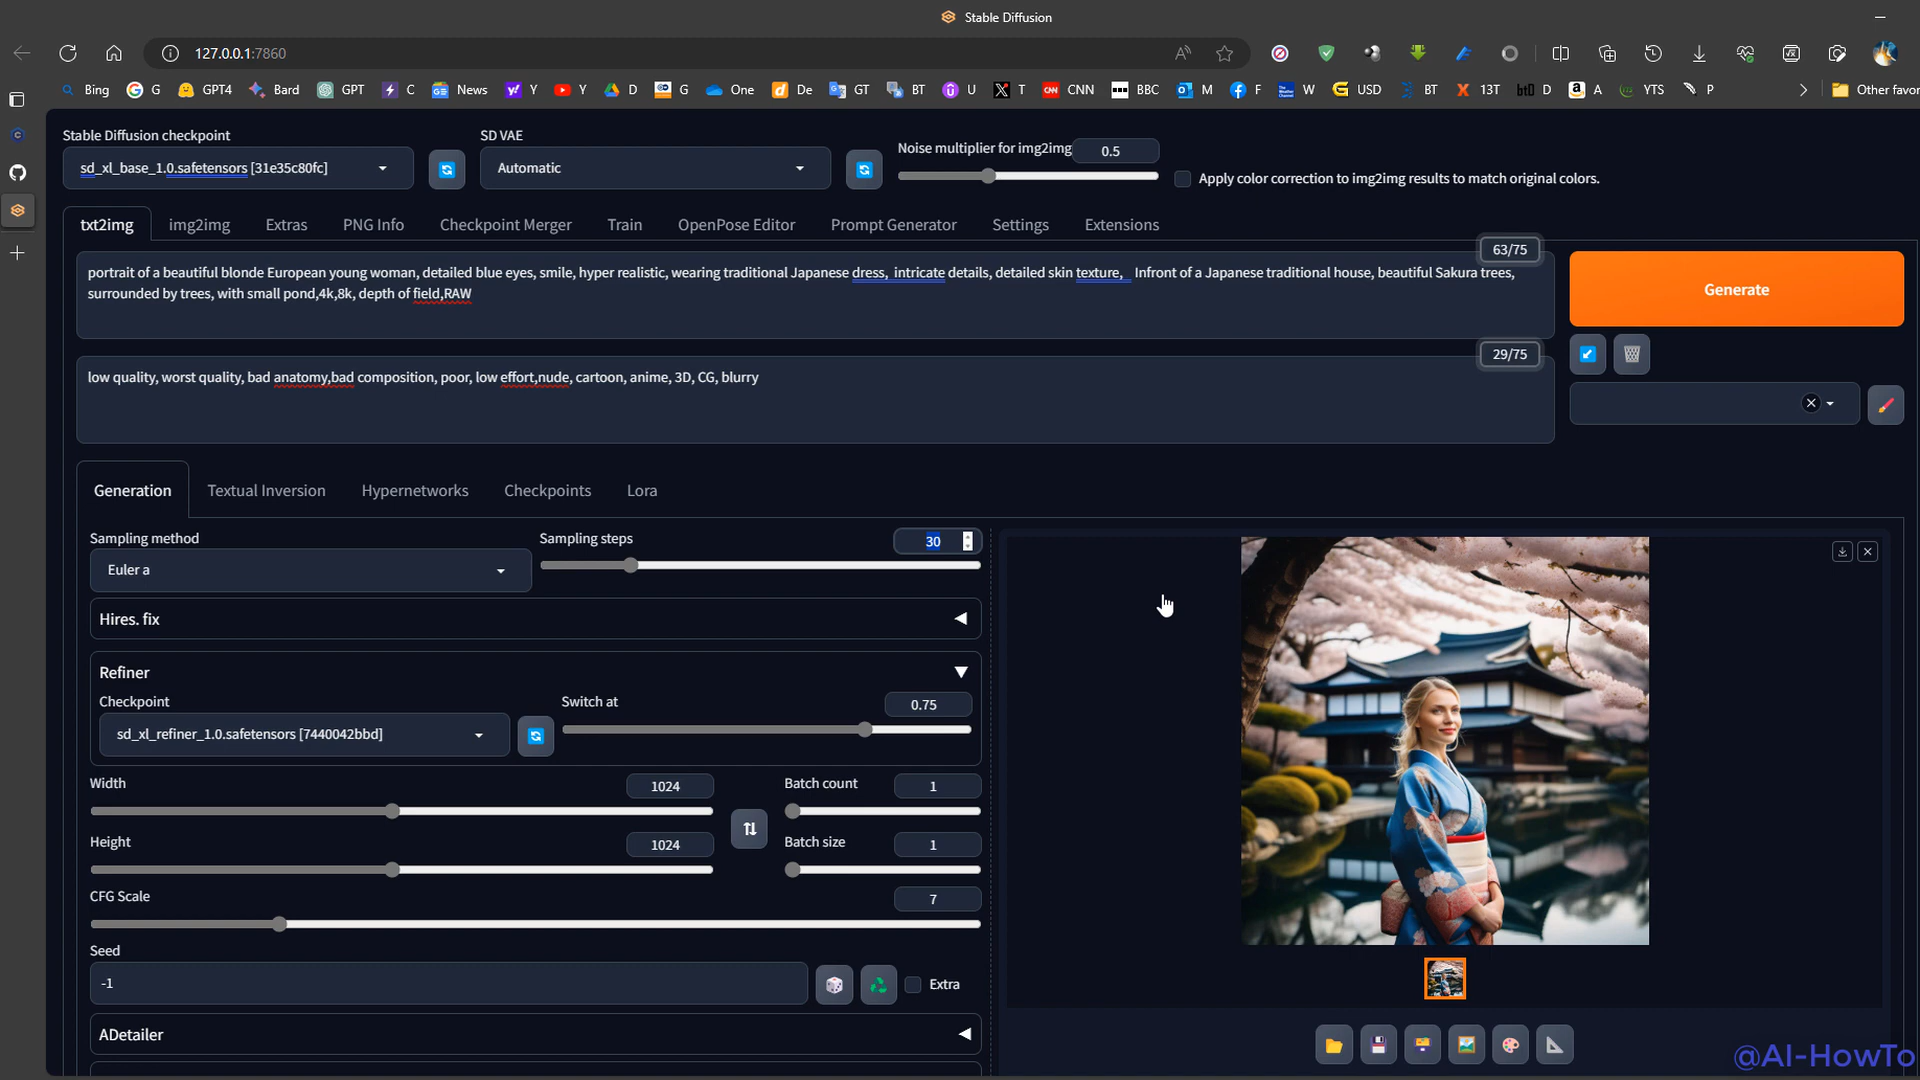 Stable Diffusion
127.0.0.1:7860
Bing G GPT4 Bard GPT C News Y Y D G One De GT BT U T CNN BBC M F W USD BT 13T D A YTS P Other favor
Stable Diffusion checkpoint
SD VAE
Noise multiplier for img2img 0.5
sd_xl_base_1.0.safetensors [31e35c80fc]
Automatic
Apply color correction to img2img results to match original colors.
txt2img img2img Extras PNG Info Checkpoint Merger Train OpenPose Editor Prompt Generator Settings Extensions
63/75
portrait of a beautiful blonde European young woman, detailed blue eyes, smile, hyper realistic, wearing traditional Japanese dress, intricate details, detailed skin texture, Infront of a Japanese traditional house, beautiful Sakura trees,
surrounded by trees, with small pond,4k,8k, depth of field,RAW
Generate
29/75
low quality, worst quality, bad anatomy,bad composition, poor, low effort,nude, cartoon, anime, 3D, CG, blurry
Generation Textual Inversion Hypernetworks Checkpoints Lora
Sampling method
Sampling steps 30
Euler a
Hires. fix
Refiner
Checkpoint
Switch at 0.75
sd_xl_refiner_1.0.safetensors [7440042bbd]
Width 1024
Batch count 1
Height 1024
Batch size 1
CFG Scale 7
Seed
-1
Extra
ADetailer
@AI-HowTo